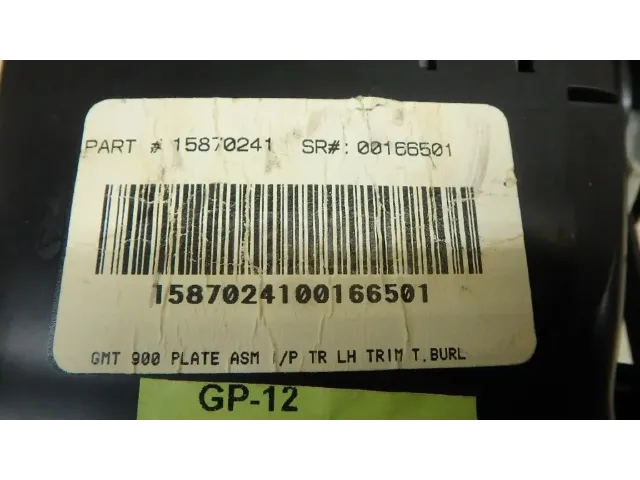 PART # 15870241 SR#: 00166501
1587024100166501
GMT 900 PLATE ASM I/P TR LH TRIM T.BURL
GP-12